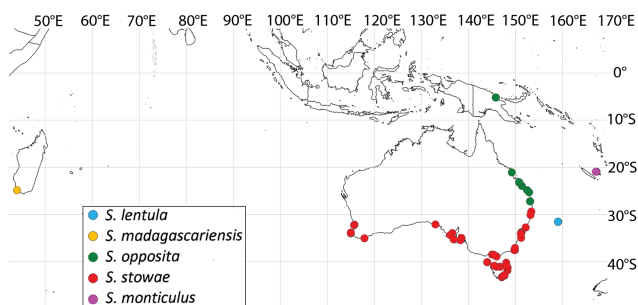 50°E 60°E 70°E 80°E 90°E 100°E 110°E 120°E 130°E 140°E 150°E 160°E 170°E
0°
10°S
20°S
30°S
40°S
S. lentula
S. madagascariensis
S. opposita
S. stowae
S. monticulus